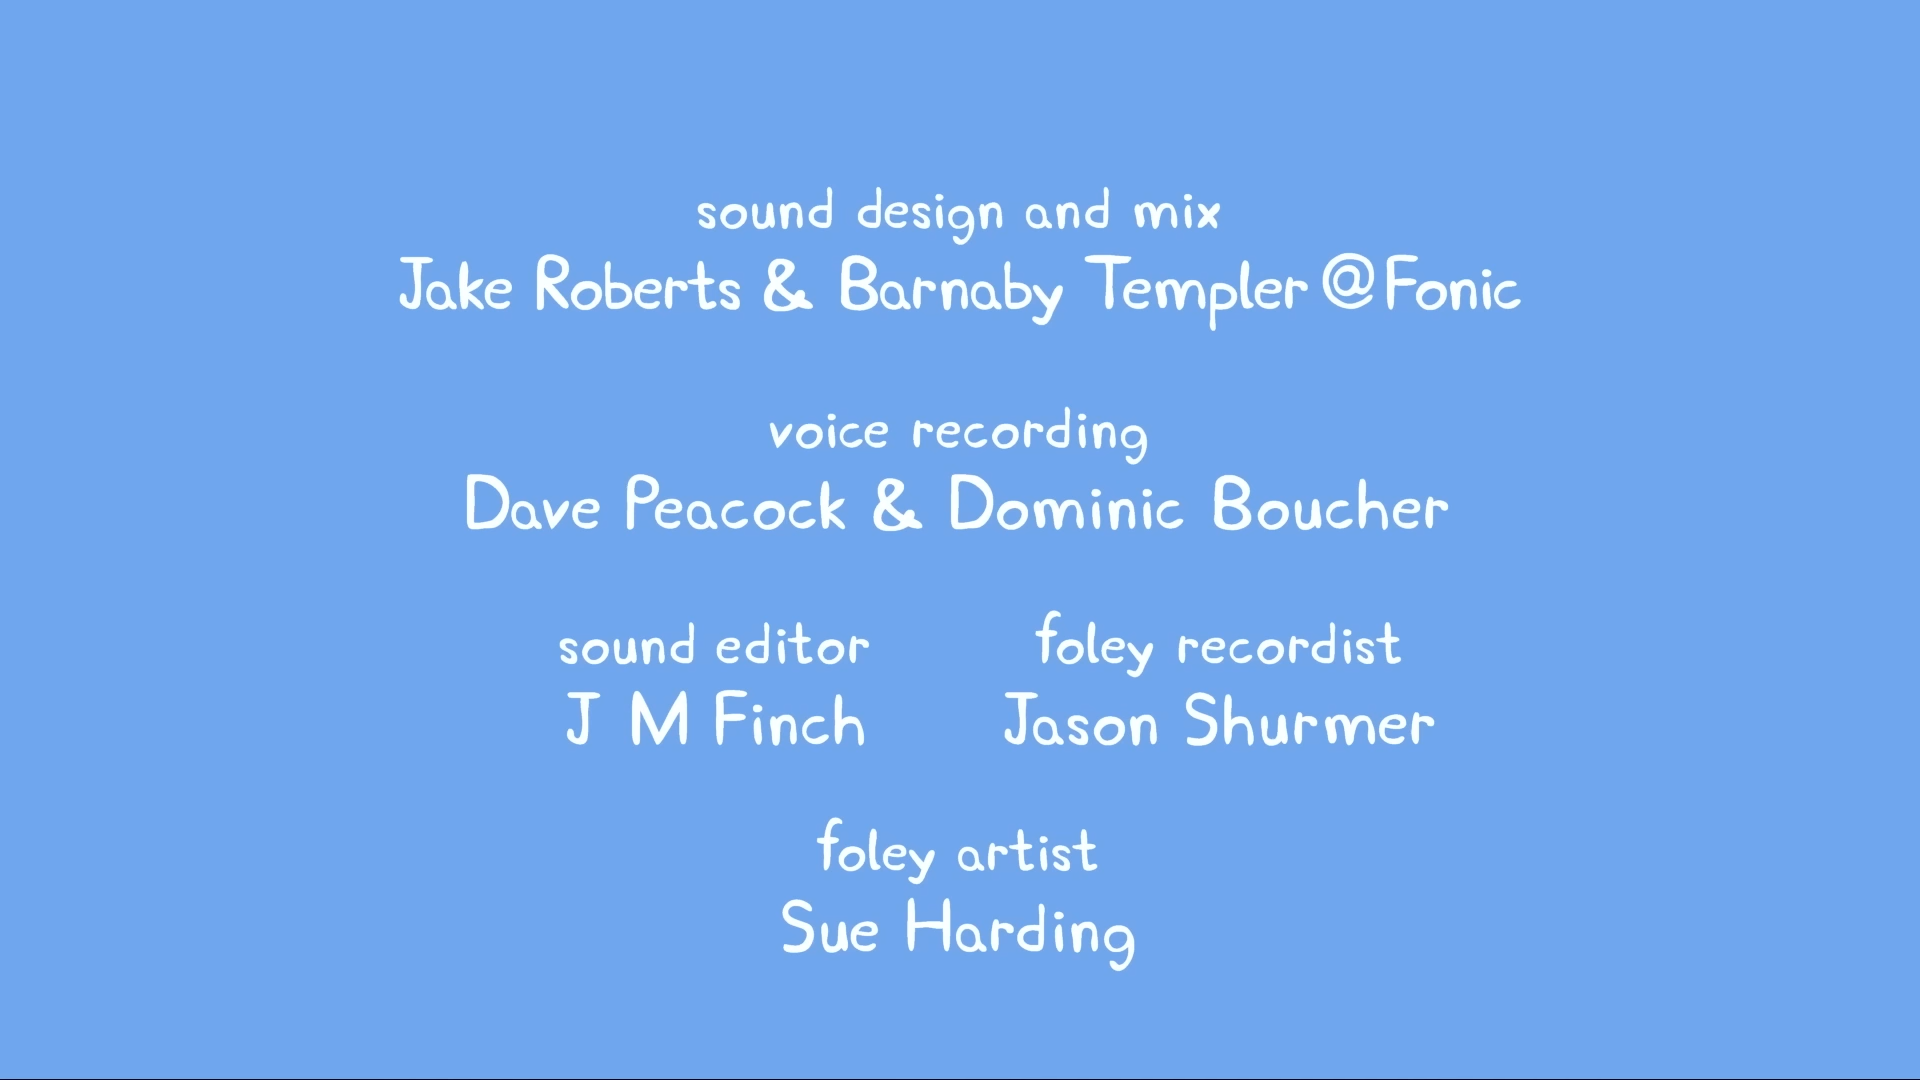 sound design and mix
Jake Roberts & Barnaby Templer @Fonic
voice recording
Dave Peacock & Dominic Boucher
sound editor
J M Finch
foley recordist
Jason Shurmer
foley artist
Sue Harding